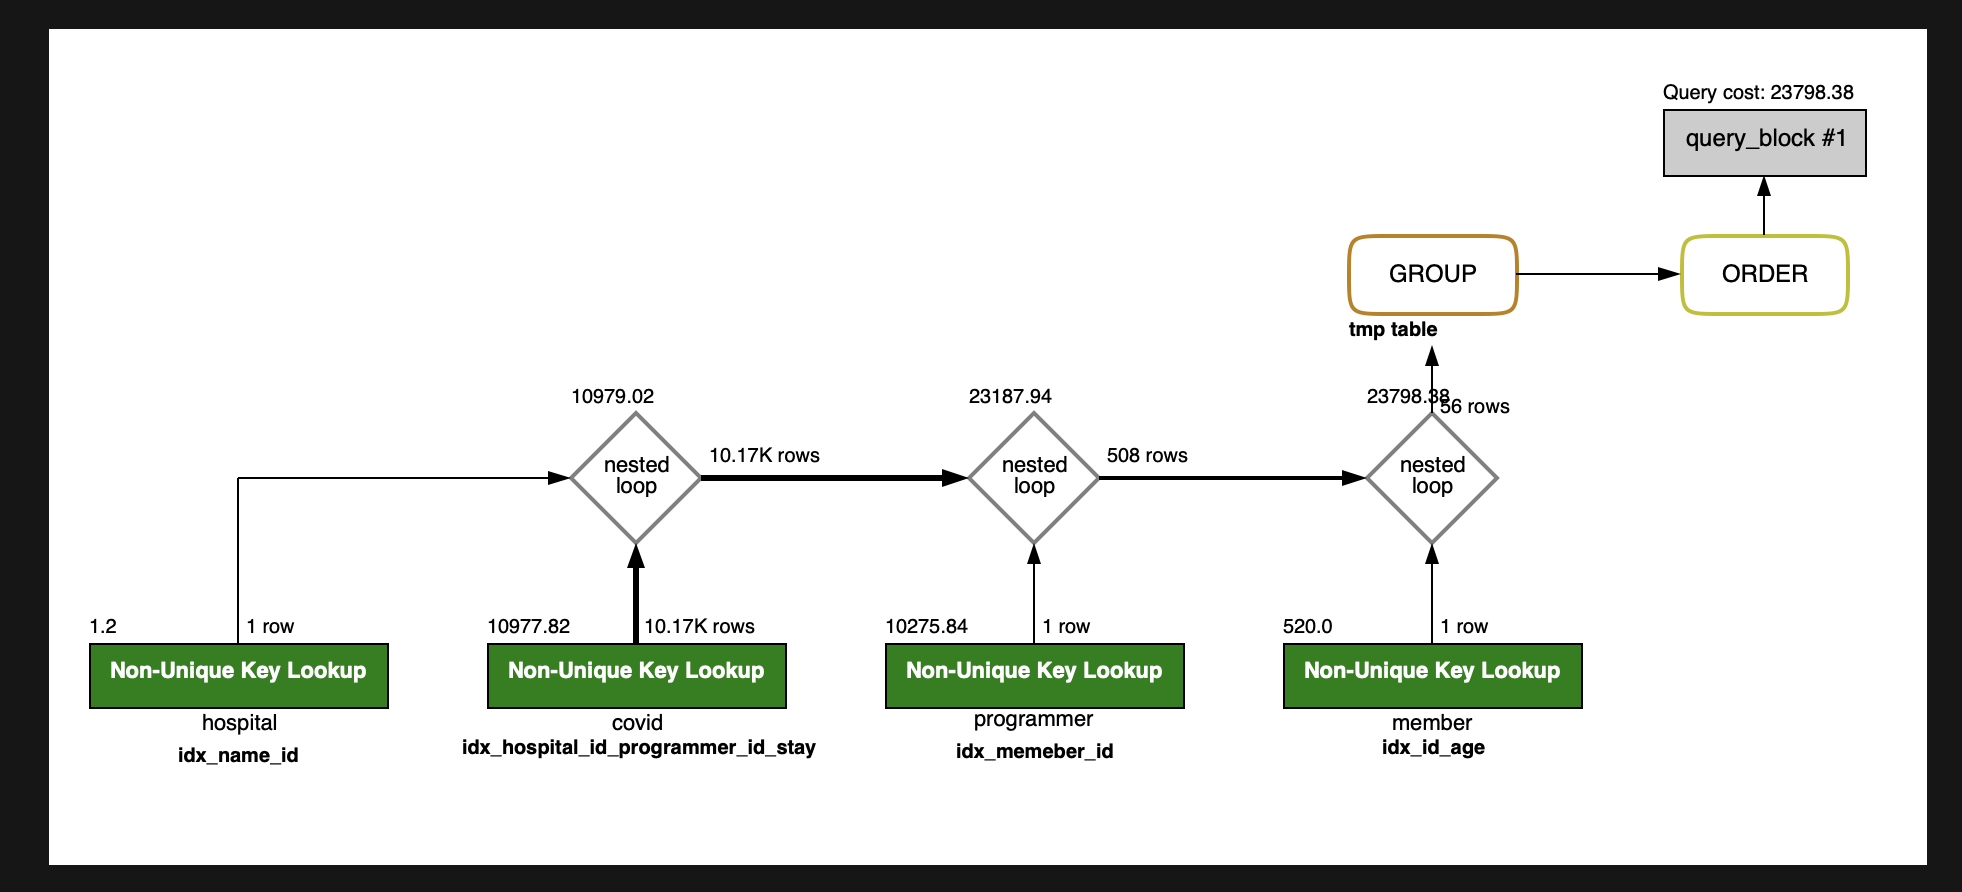 Query cost: 23798.38
query_block #1
GROUP
ORDER
tmp table
10979.02
23187.94
23798.38
56 rows
nested
loop
10.17K rows
nested
loop
508 rows
nested
loop
1.2
1 row
10977.82
10.17K rows
10275.84
1 row
520.0
1 row
Non-Unique Key Lookup
Non-Unique Key Lookup
Non-Unique Key Lookup
Non-Unique Key Lookup
hospital
covid
programmer
member
idx_name_id
idx_hospital_id_programmer_id_stay
idx_memeber_id
idx_id_age